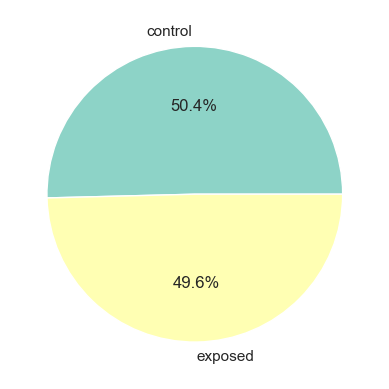 control
50.4%
49.6%
exposed